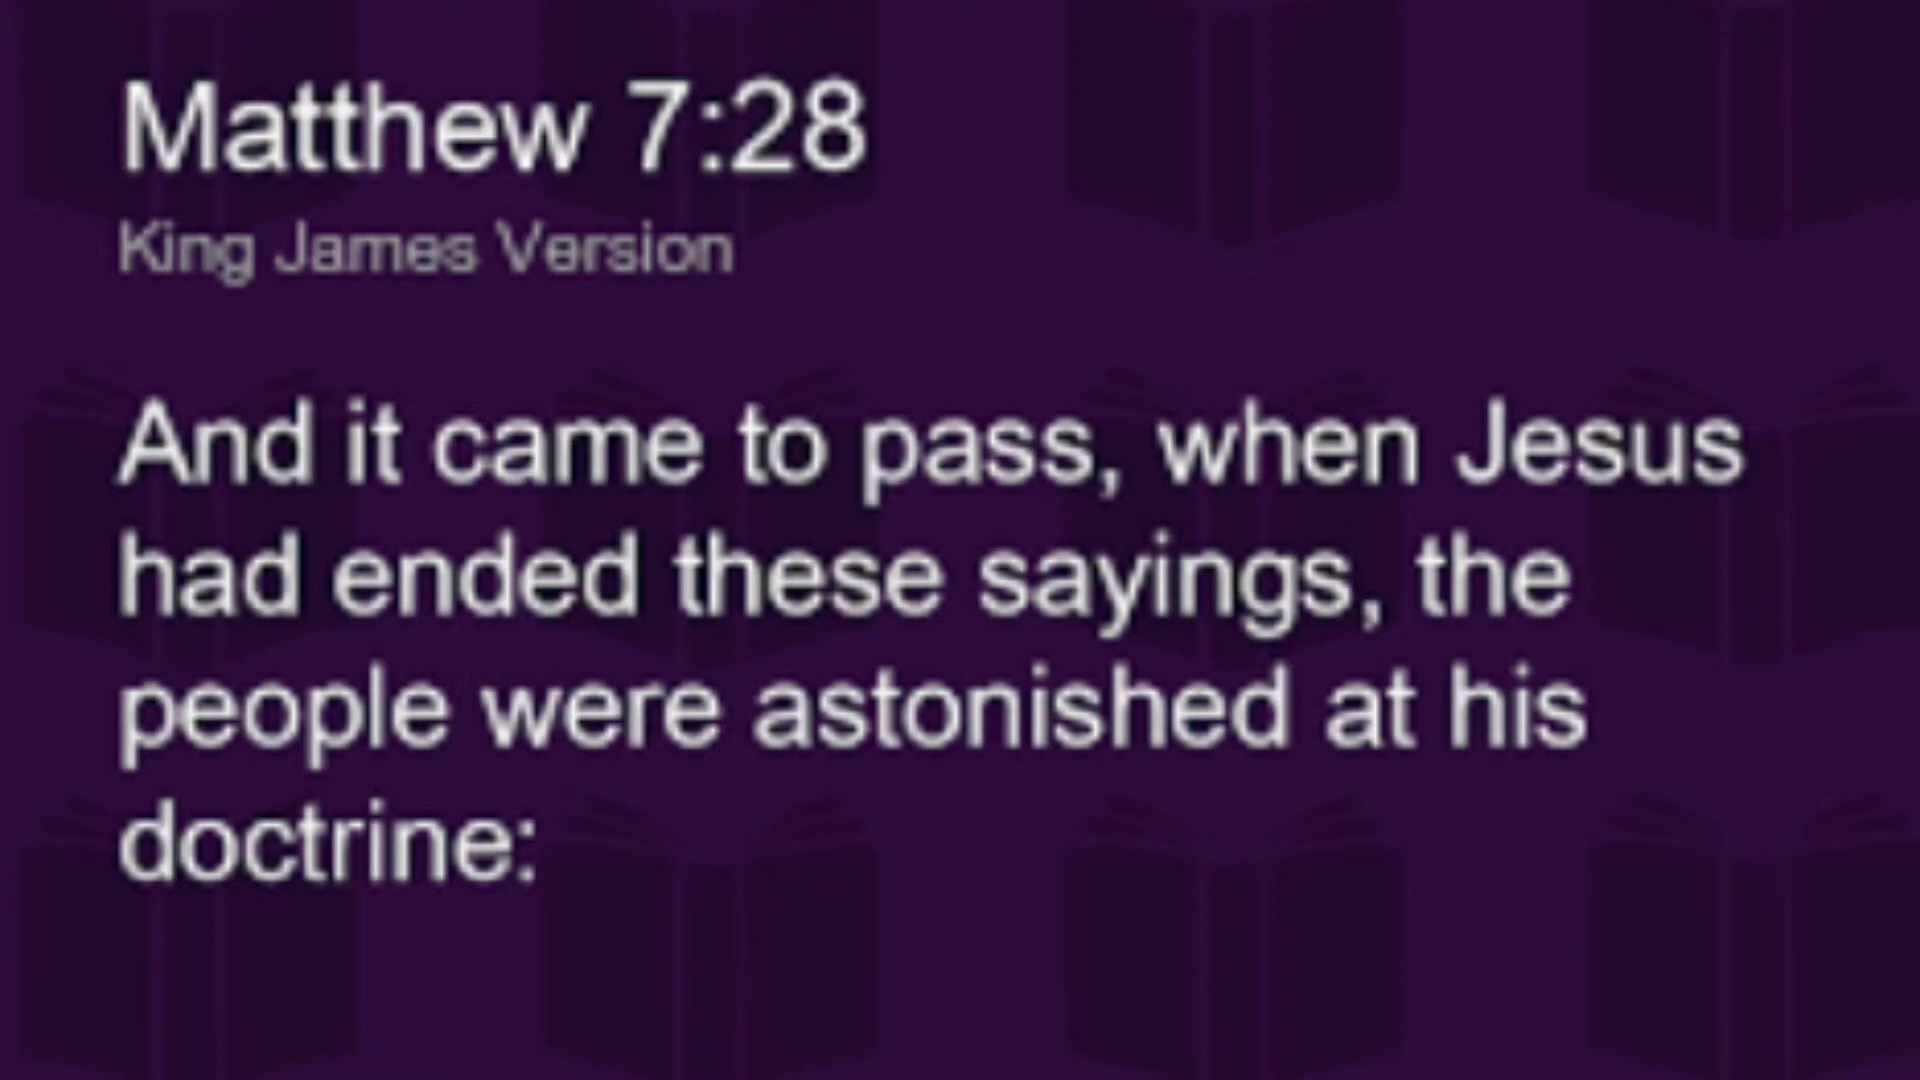 Matthew 7:28
King James Version
And it came to pass, when Jesus
had ended these sayings, the
people were astonished at his
doctrine: